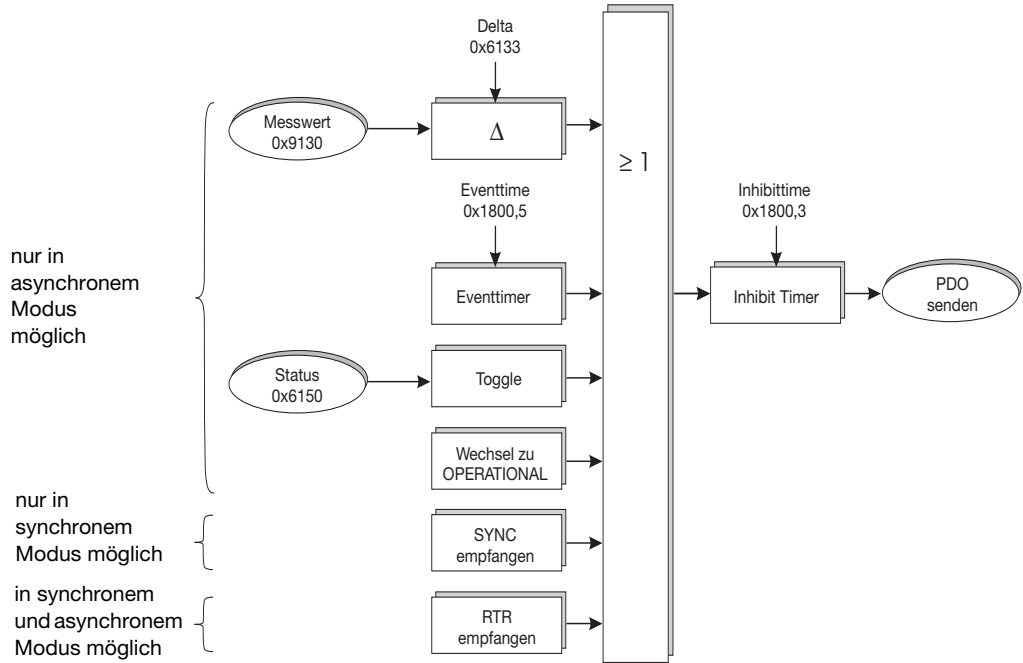 Delta
0x6133
Messwert
0x9130
Δ
≥ 1
Eventtime
0x1800,5
Inhibittime
0x1800,3
nur in
asynchronem
Modus
möglich
Eventtimer
Inhibit Timer
PDO
senden
Status
0x6150
Toggle
Wechsel zu
OPERATIONAL
nur in
synchronem
Modus möglich
SYNC
empfangen
in synchronem
und asynchronem
Modus möglich
RTR
empfangen